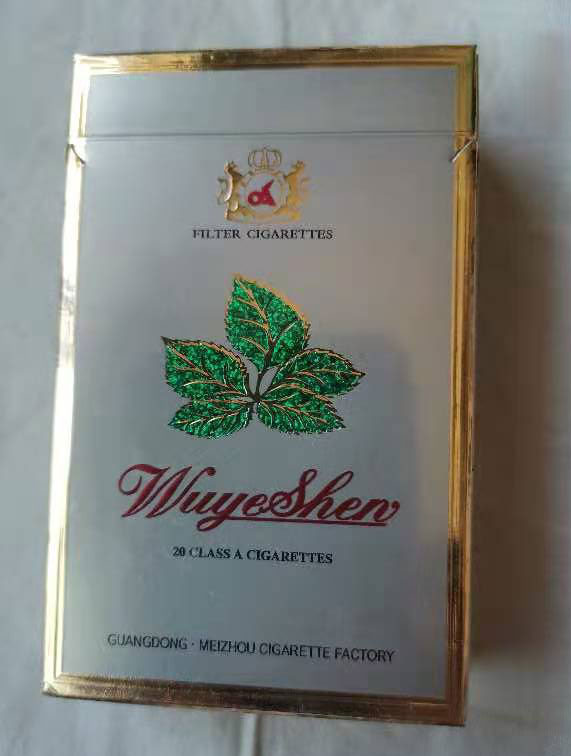 FILTER CIGARETTES
WuyeShen
20 CLASS A CIGARETTES
GUANGDONG · MEIZHOU CIGARETTE FACTORY